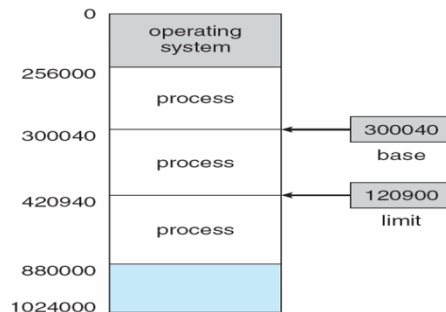 0
operating
system
256000
process
300040
300040
base
process
420940
120900
limit
process
880000
1024000